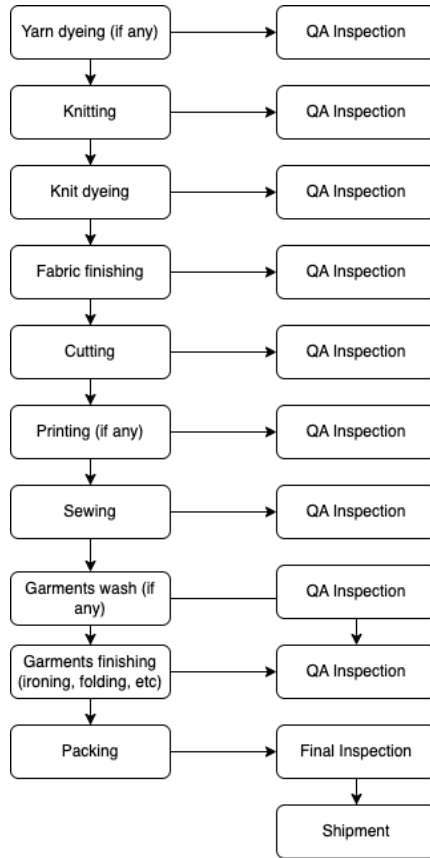 Yarn dyeing (if any)
QA Inspection
Knitting
QA Inspection
Knit dyeing
QA Inspection
Fabric finishing
QA Inspection
Cutting
QA Inspection
Printing (if any)
QA Inspection
Sewing
QA Inspection
Garments wash (if
any)
QA Inspection
Garments finishing
(ironing, folding, etc)
QA Inspection
Packing
Final Inspection
Shipment